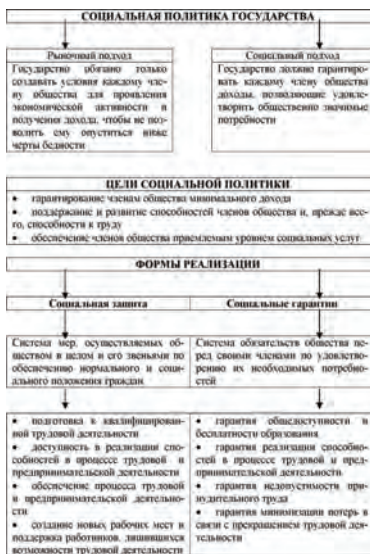 СОЦИАЛЬНАЯ ПОЛИТИКА ГОСУДАРСТВА
Рыночный подход
Государство обязано только
создавать условия каждому чле-
ну общества для проявления
экономической активности и
получения дохода, чтобы не поз-
волить ему опуститься ниже
черты бедности
Социальный подход
Государство должно гарантиро-
вать каждому члену общества
доходы, позволяющие удовле-
творить общественно значимые
потребности
ЦЕЛИ СОЦИАЛЬНОЙ ПОЛИТИКИ
• гарантирование членам общества минимального дохода
• поддержание и развитие способностей членов общества и, прежде все-
го, способности к труду
• обеспечение членов общества приемлемым уровнем социальных услуг
ФОРМЫ РЕАЛИЗАЦИИ
Социальная защита
Система мер, осуществляемых об-
ществом в целом и его звеньями по
обеспечению нормального и соци-
ального положения граждан
• подготовка к квалифицирован-
ной трудовой деятельности
• доступность в реализации спо-
собностей в процессе трудовой и
предпринимательской деятельности
• обеспечение процесса трудовой
и предпринимательской деятельно-
сти
• создание новых рабочих мест и
поддержка работников, лишившихся
возможности трудовой деятельности
Социальные гарантии
Система обязательств общества пе-
ред своими членами по удовлетво-
рению их необходимых потребно-
стей
• гарантия общедоступности и
бесплатности образования
• гарантия реализации способно-
стей в процессе трудовой и пред-
принимательской деятельности
• гарантия недопустимости при-
нудительного труда
• гарантия минимизации потерь в
связи с прекращением трудовой дея-
тельности